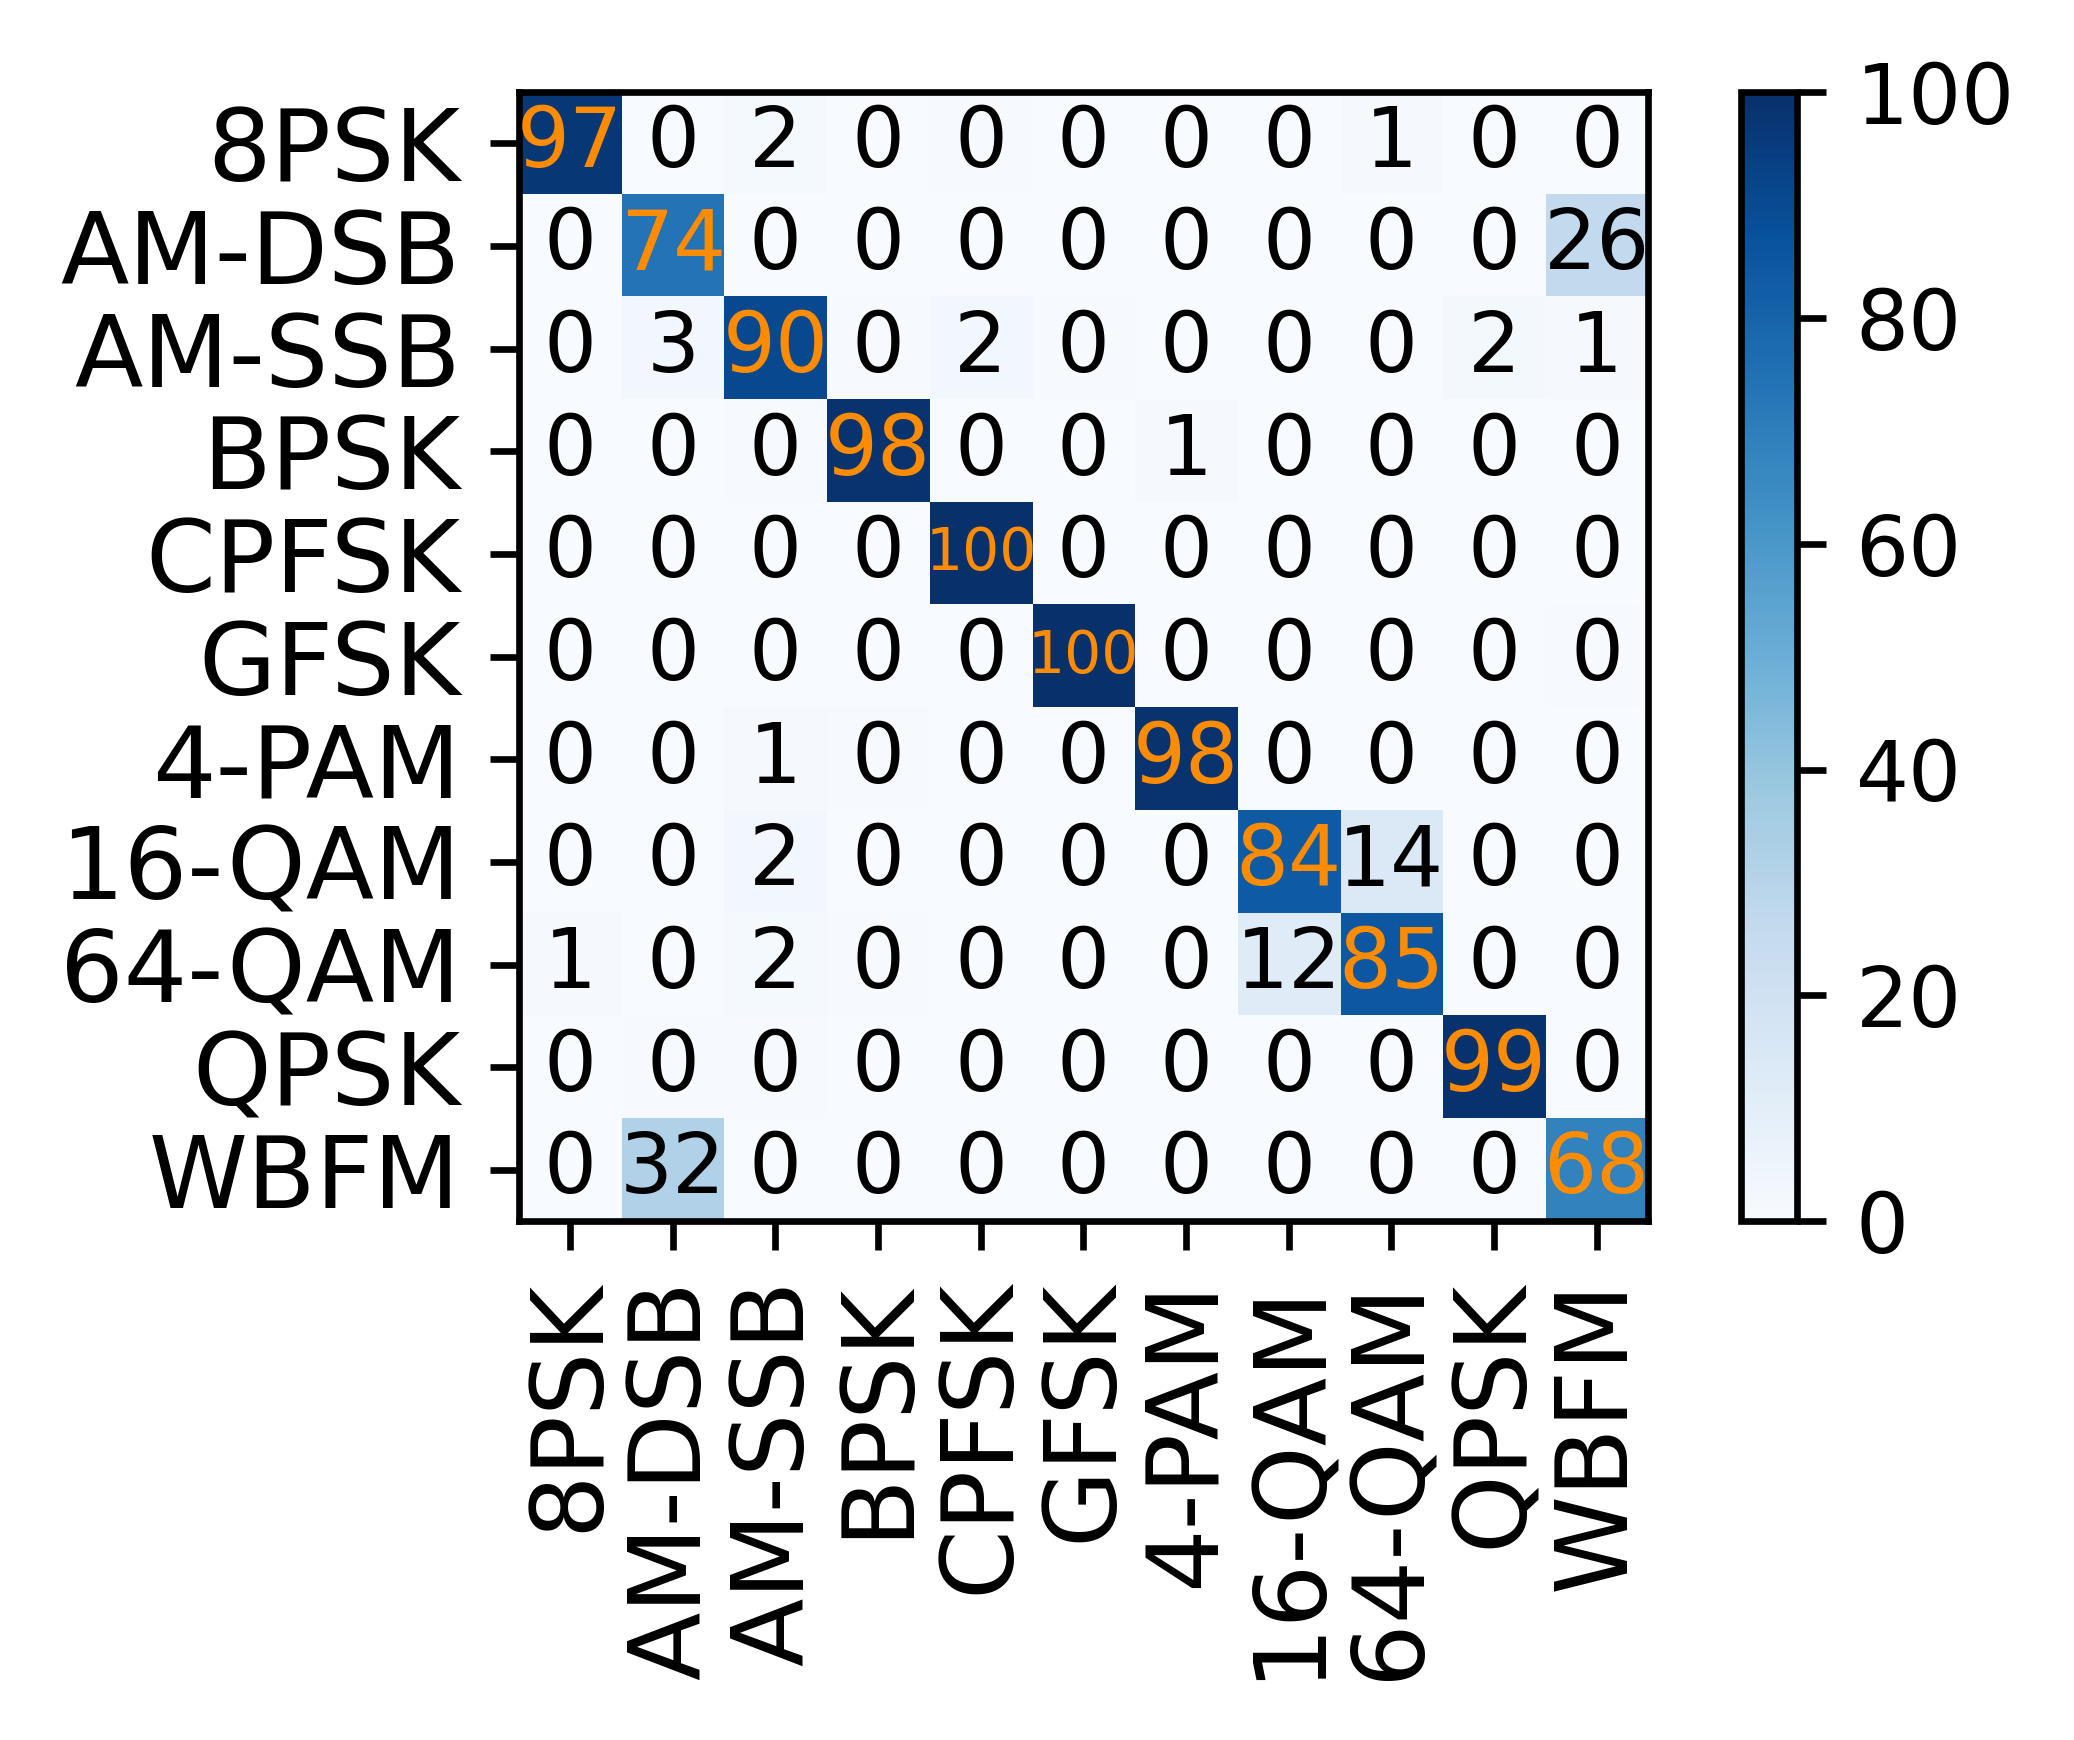 8PSK 97 0 2 0 0 0 0 0 1 0 0
AM-DSB 0 74 0 0 0 0 0 0 0 0 26
AM-SSB 0 3 90 0 2 0 0 0 0 2 1
BPSK 0 0 0 98 0 0 1 0 0 0 0
CPFSK 0 0 0 0 100 0 0 0 0 0 0
GFSK 0 0 0 0 0 100 0 0 0 0 0
4-PAM 0 0 1 0 0 0 98 0 0 0 0
16-QAM 0 0 2 0 0 0 0 84 14 0 0
64-QAM 1 0 2 0 0 0 0 12 85 0 0
QPSK 0 0 0 0 0 0 0 0 0 99 0
WBFM 0 32 0 0 0 0 0 0 0 0 68
8PSK
AM-DSB
AM-SSB
BPSK
CPFSK
GFSK
4-PAM
16-QAM
64-QAM
QPSK
WBFM
100
80
60
40
20
0